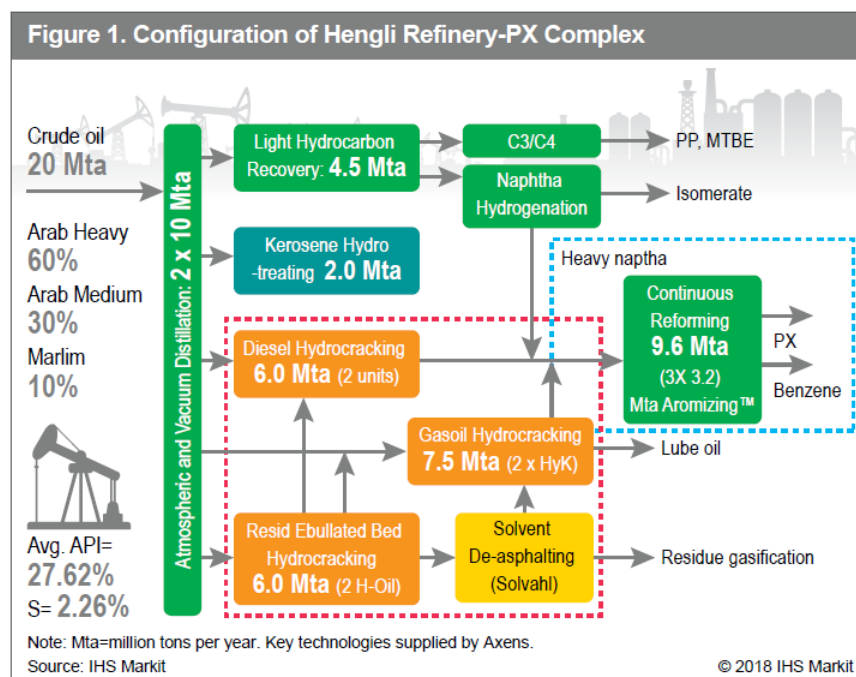 Figure 1. Configuration of Hengli Refinery-PX Complex
Crude oil
20 Mta
Arab Heavy
60%
Arab Medium
30%
Marlim
10%
Avg. API=
27.62%
S= 2.26%
Atmospheric and Vacuum Distillation: 2 x 10 Mta
Light Hydrocarbon
Recovery: 4.5 Mta
C3/C4
PP, MTBE
Naphtha
Hydrogenation
Isomerate
Kerosene Hydro
-treating 2.0 Mta
Heavy naptha
Continuous
Reforming
9.6 Mta
(3X 3.2)
Mta Aromizing™
PX
Benzene
Diesel Hydrocracking
6.0 Mta (2 units)
Gasoil Hydrocracking
7.5 Mta (2 x HyK)
Lube oil
Resid Ebullated Bed
Hydrocracking
6.0 Mta (2 H-Oil)
Solvent
De-asphalting
(Solvahl)
Residue gasification
Note: Mta=million tons per year. Key technologies supplied by Axens.
Source: IHS Markit
© 2018 IHS Markit